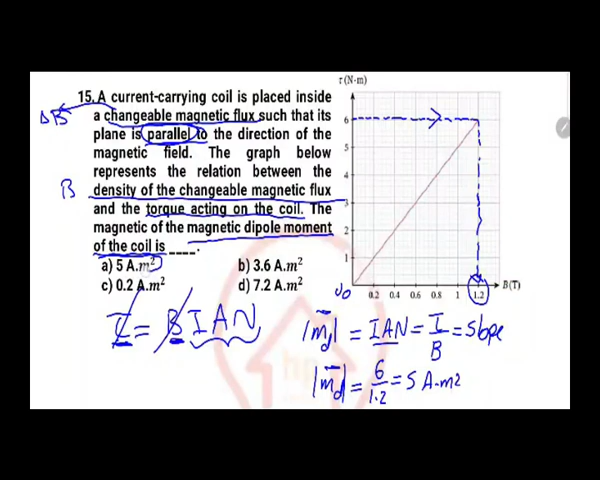 15. A current-carrying coil is placed inside
a changeable magnetic flux such that its
plane is parallel to the direction of the
magnetic field. The graph below
represents the relation between the
density of the changeable magnetic flux
and the torque acting on the coil. The
magnetic of the magnetic dipole moment
of the coil is ____.
a) 5 A.m²
b) 3.6 A.m²
c) 0.2 A.m²
d) 7.2 A.m²
ΔB
B
τ = BIAN
τ(N·m)
6
5
4
3
2
1
0.2 0.4 0.6 0.8 1 1.2
B(T)
|m_d| = IAN = τ/B = slope
|m_d| = 6/1.2 = 5 A.m²